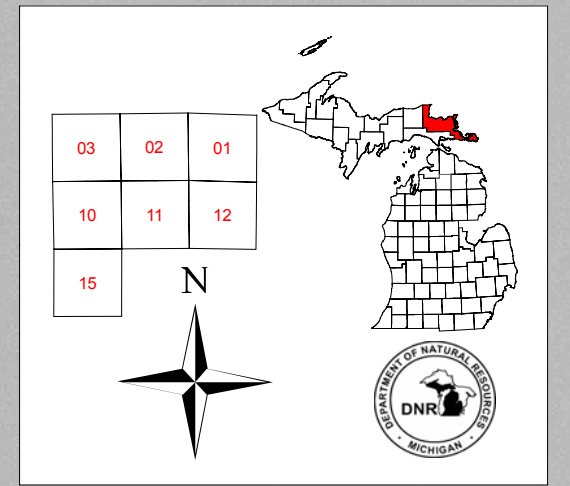 03 02 01
10 11 12
15
N
DEPARTMENT OF NATURAL RESOURCES
DNR
• MICHIGAN •